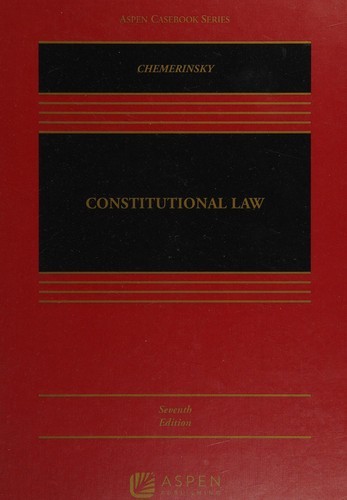 ASPEN CASEBOOK SERIES
CHEMERINSKY
CONSTITUTIONAL LAW
Seventh
Edition
ASPEN